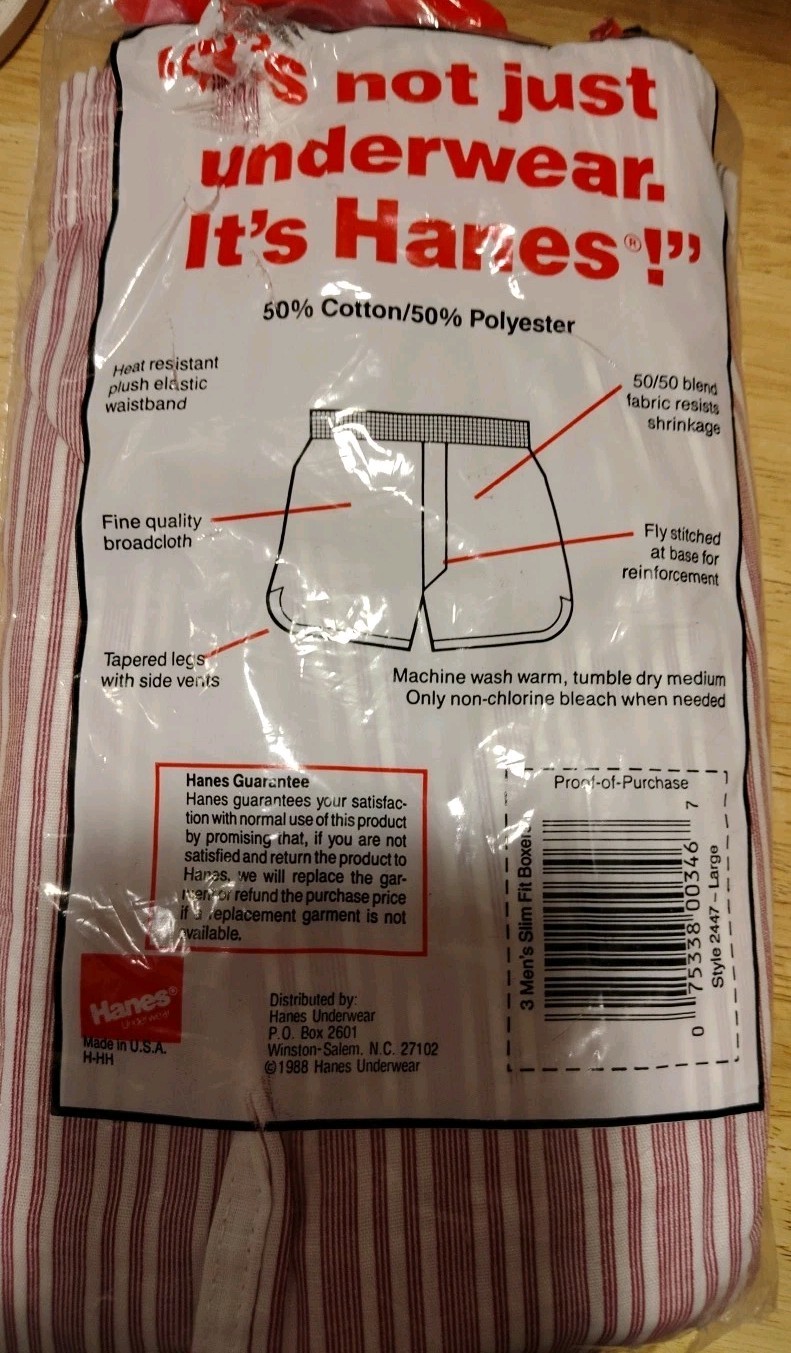 "It's not just
underwear.
It's Hanes®!"
50% Cotton/50% Polyester
Heat resistant
plush elastic
waistband
50/50 blend
fabric resists
shrinkage
Fine quality
broadcloth
Fly stitched
at base for
reinforcement
Tapered legs
with side vents
Machine wash warm, tumble dry medium
Only non-chlorine bleach when needed
Hanes Guarantee
Hanes guarantees your satisfac-
tion with normal use of this product
by promising that, if you are not
satisfied and return the product to
Hanes, we will replace the gar-
ment or refund the purchase price
if a replacement garment is not
available.
Proof-of-Purchase
3 Men's Slim Fit Boxers
0 75338 00346 7
Style 2447 – Large
Hanes®
Underwear
Made in U.S.A.
H-HH
Distributed by:
Hanes Underwear
P.O. Box 2601
Winston-Salem, N.C. 27102
©1988 Hanes Underwear